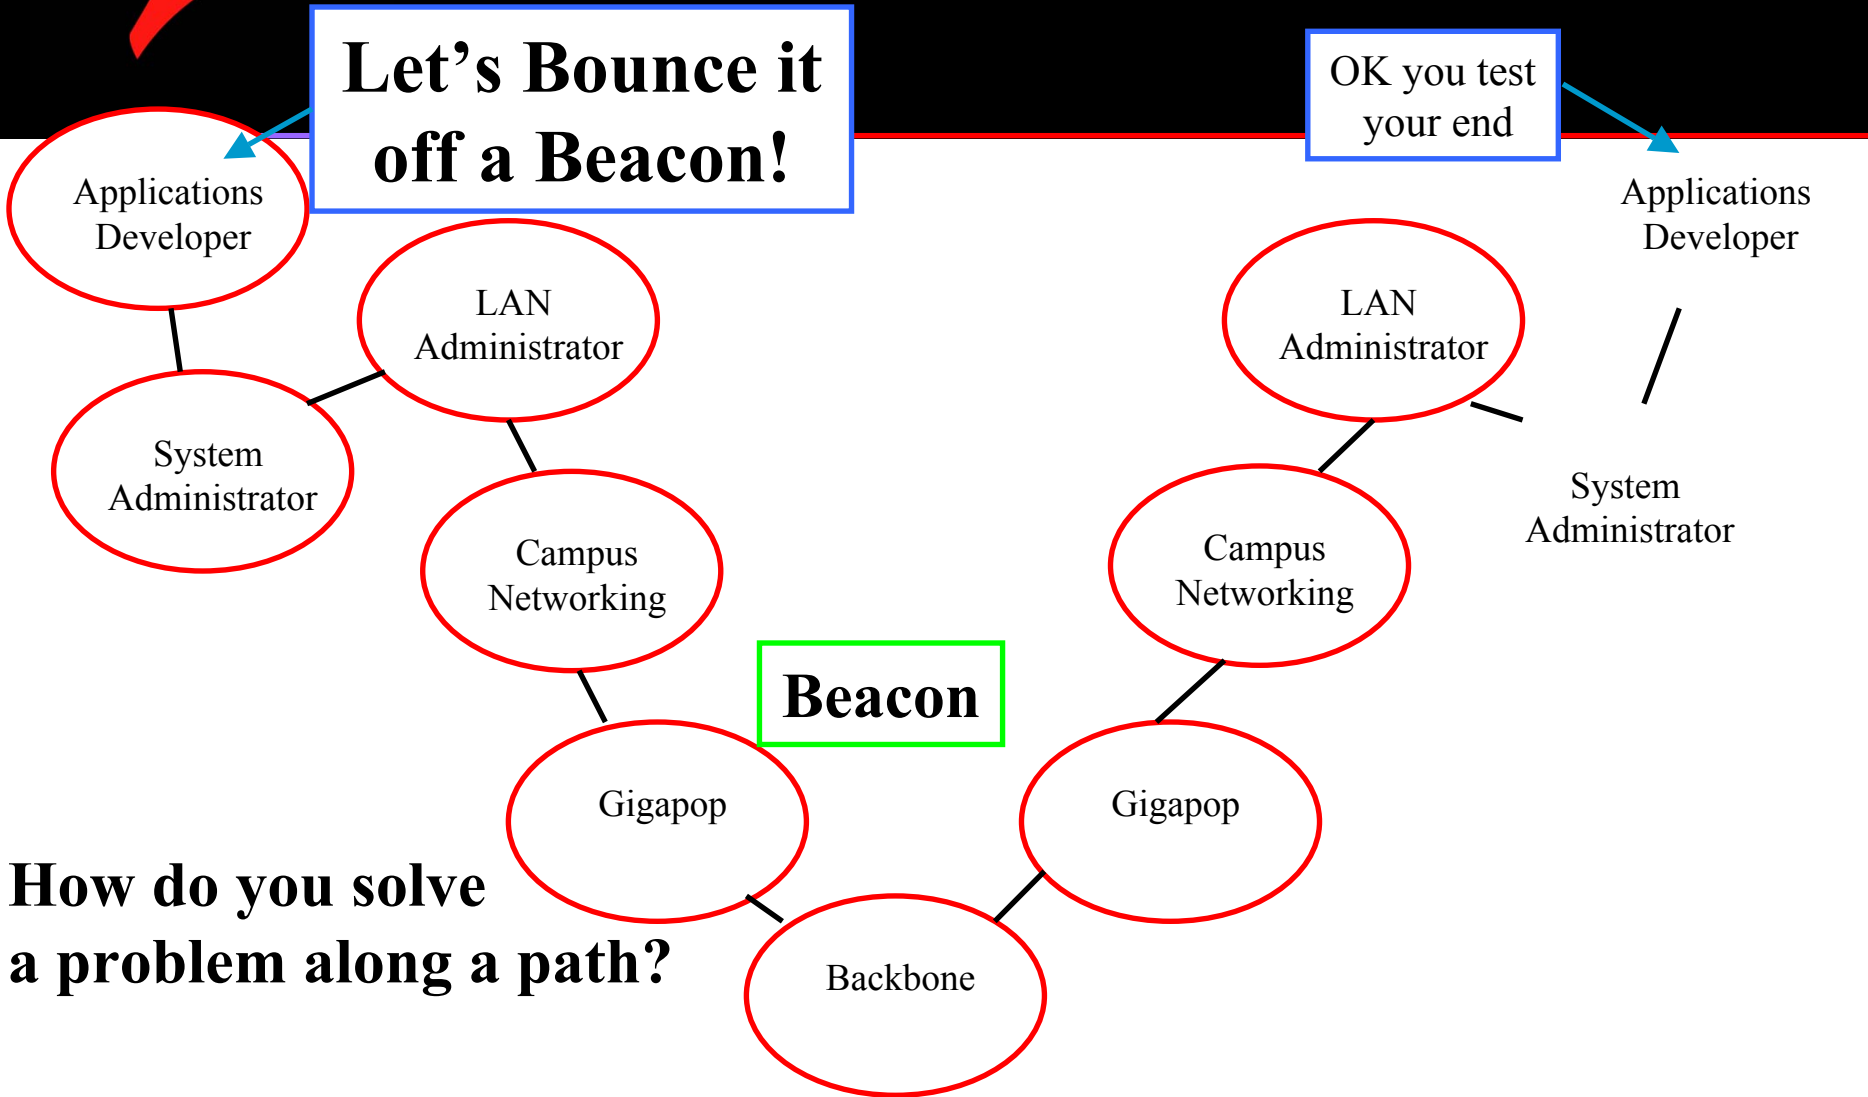 Let’s Bounce it
off a Beacon!
OK you test
your end
Applications
Developer
Applications
Developer
LAN
Administrator
LAN
Administrator
System
Administrator
System
Administrator
Campus
Networking
Campus
Networking
Beacon
Gigapop
Gigapop
How do you solve
a problem along a path?
Backbone